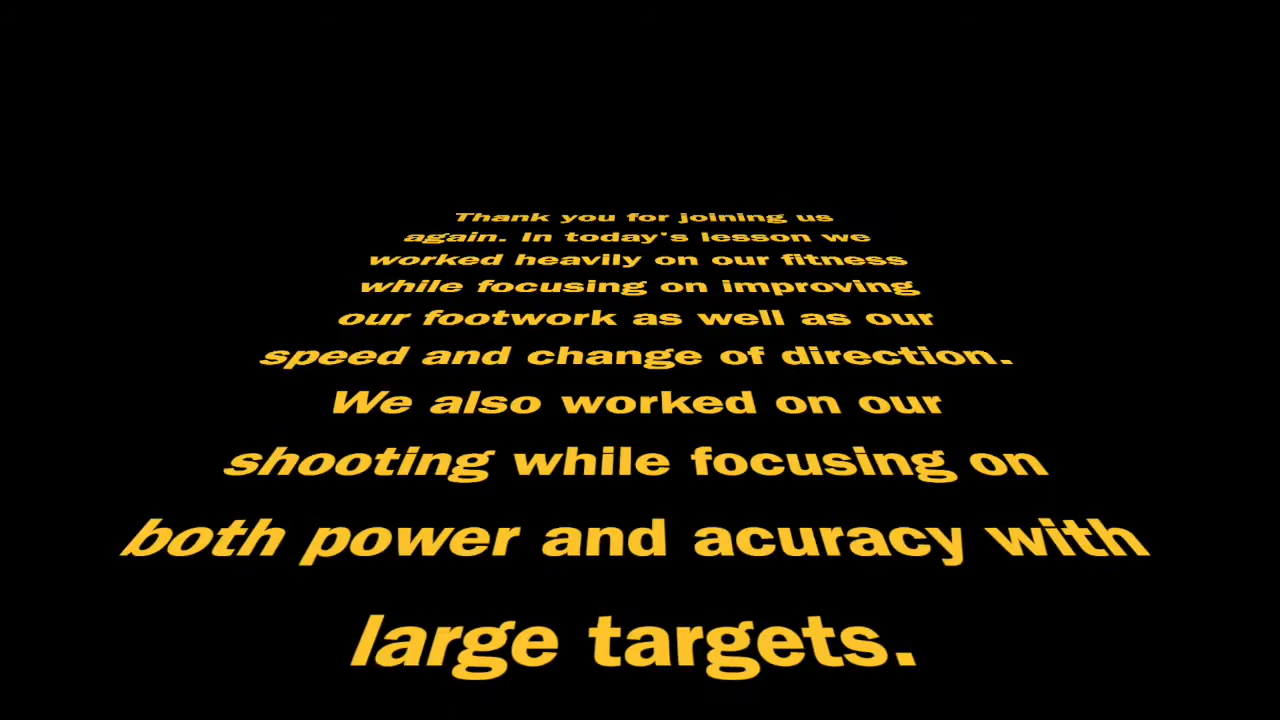 Thank you for joining us
again. In today's lesson we
worked heavily on our fitness
while focusing on improving
our footwork as well as our
speed and change of direction.
We also worked on our
shooting while focusing on
both power and acuracy with
large targets.